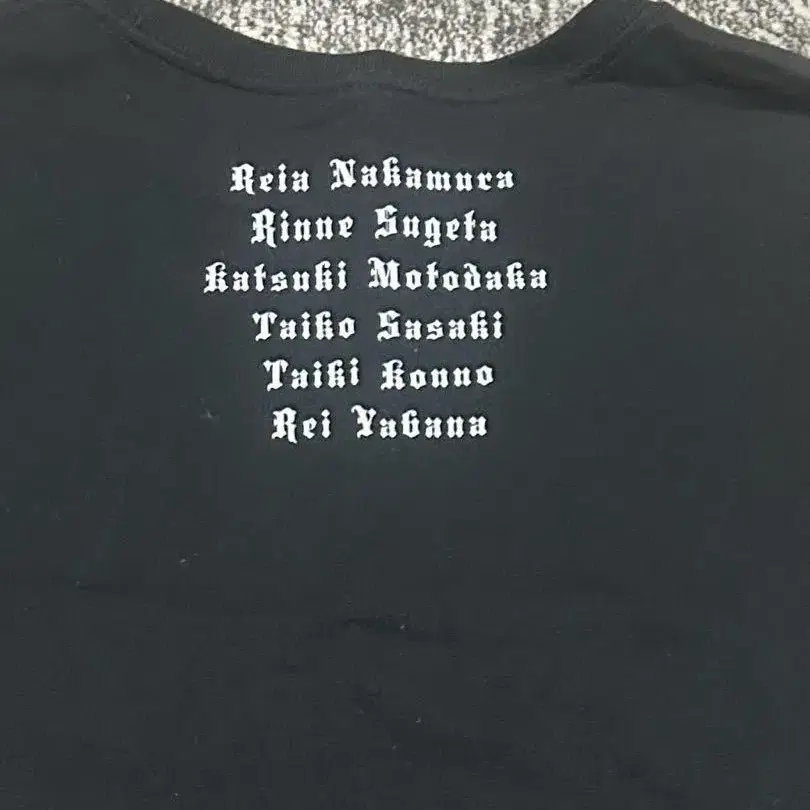 Reia Nakamura
Rinne Sugeta
Katsuki Motodaka
Taiko Sasaki
Taiki Konno
Rei Yabana